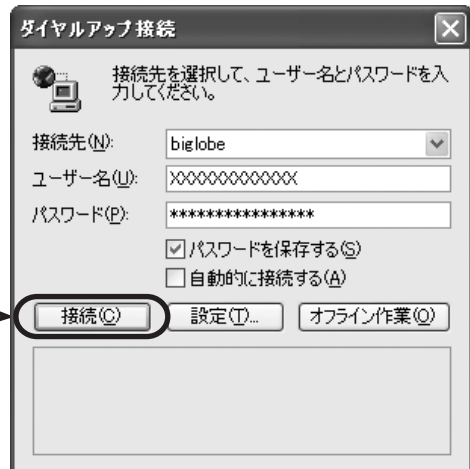 ダイヤルアップ接続
接続先を選択して、ユーザー名とパスワードを入
力してください。
接続先(N): biglobe
ユーザー名(U): XXXXXXXXXXXXX
パスワード(P): ****************
パスワードを保存する(S)
自動的に接続する(A)
接続(C) 設定(T)... オフライン作業(O)